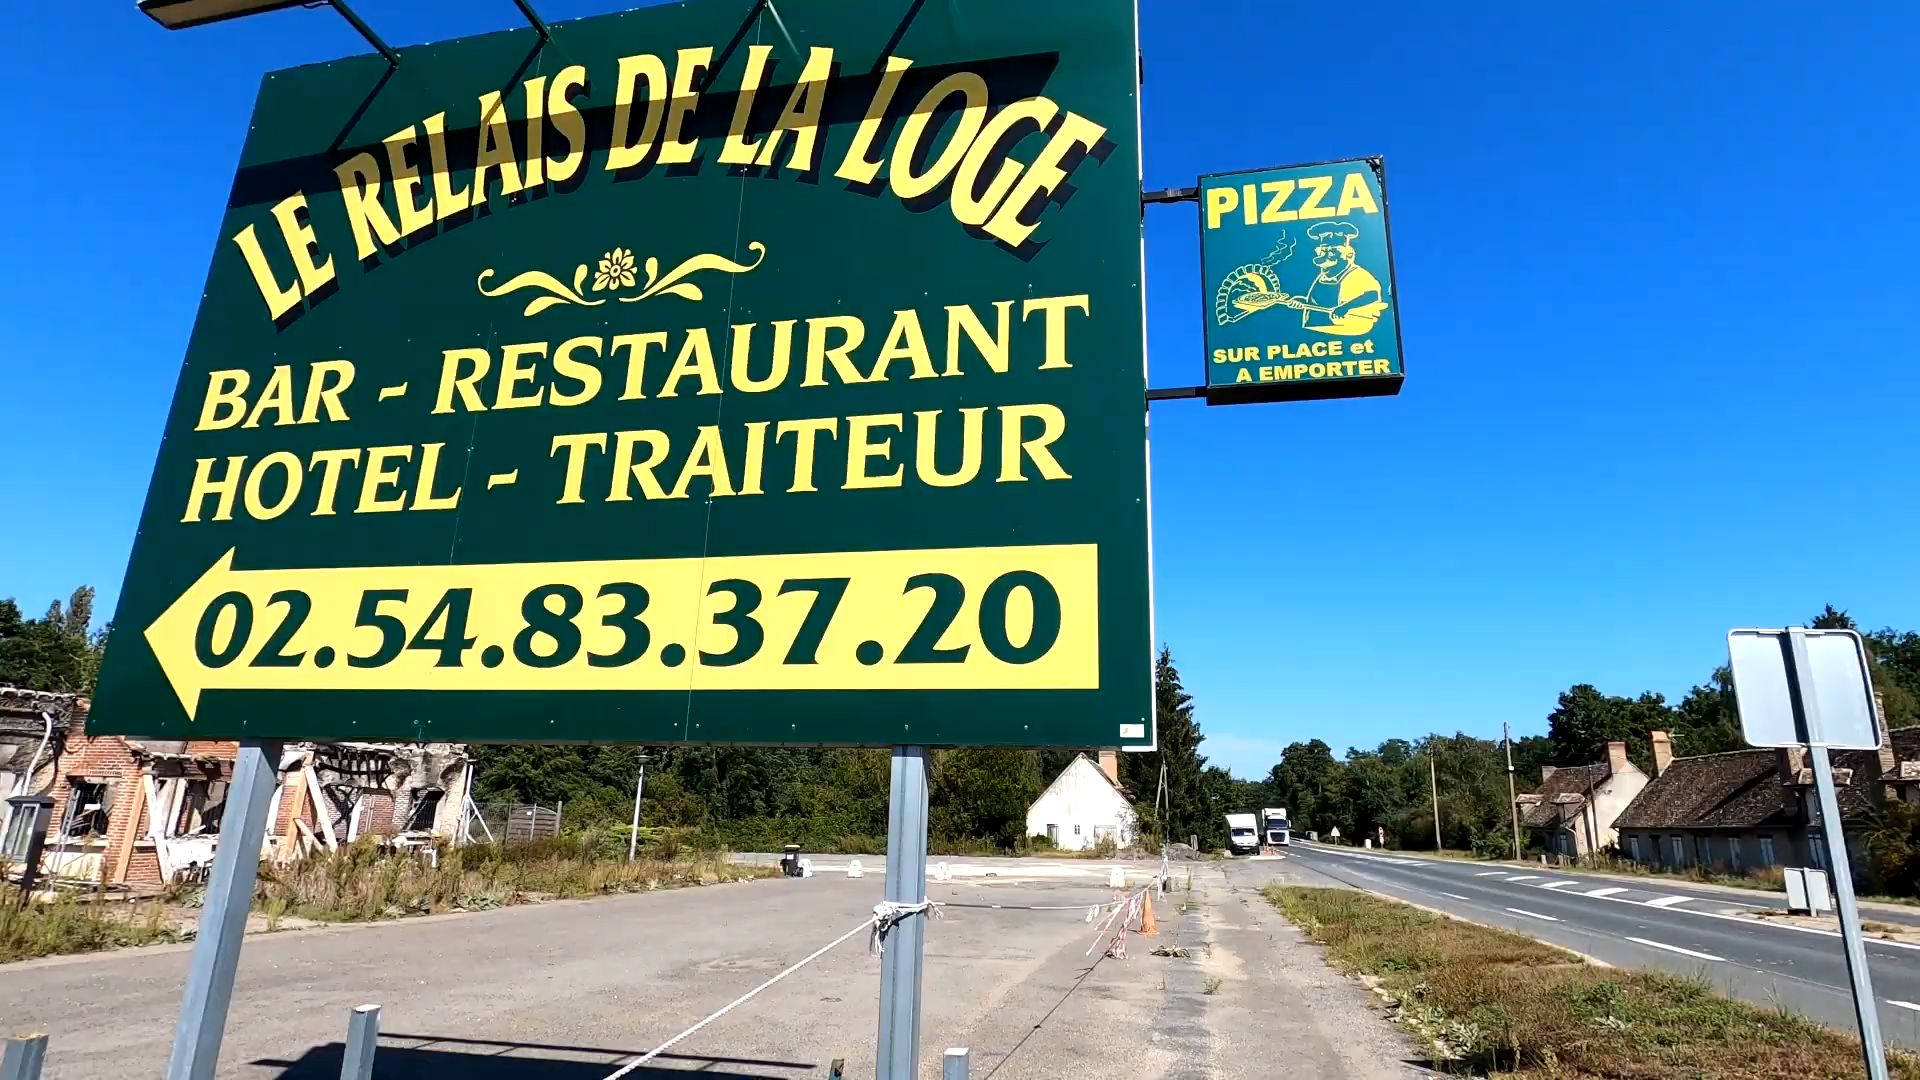 LE RELAIS DE LA LOGE
BAR - RESTAURANT
HOTEL - TRAITEUR
02.54.83.37.20
PIZZA
SUR PLACE et
A EMPORTER